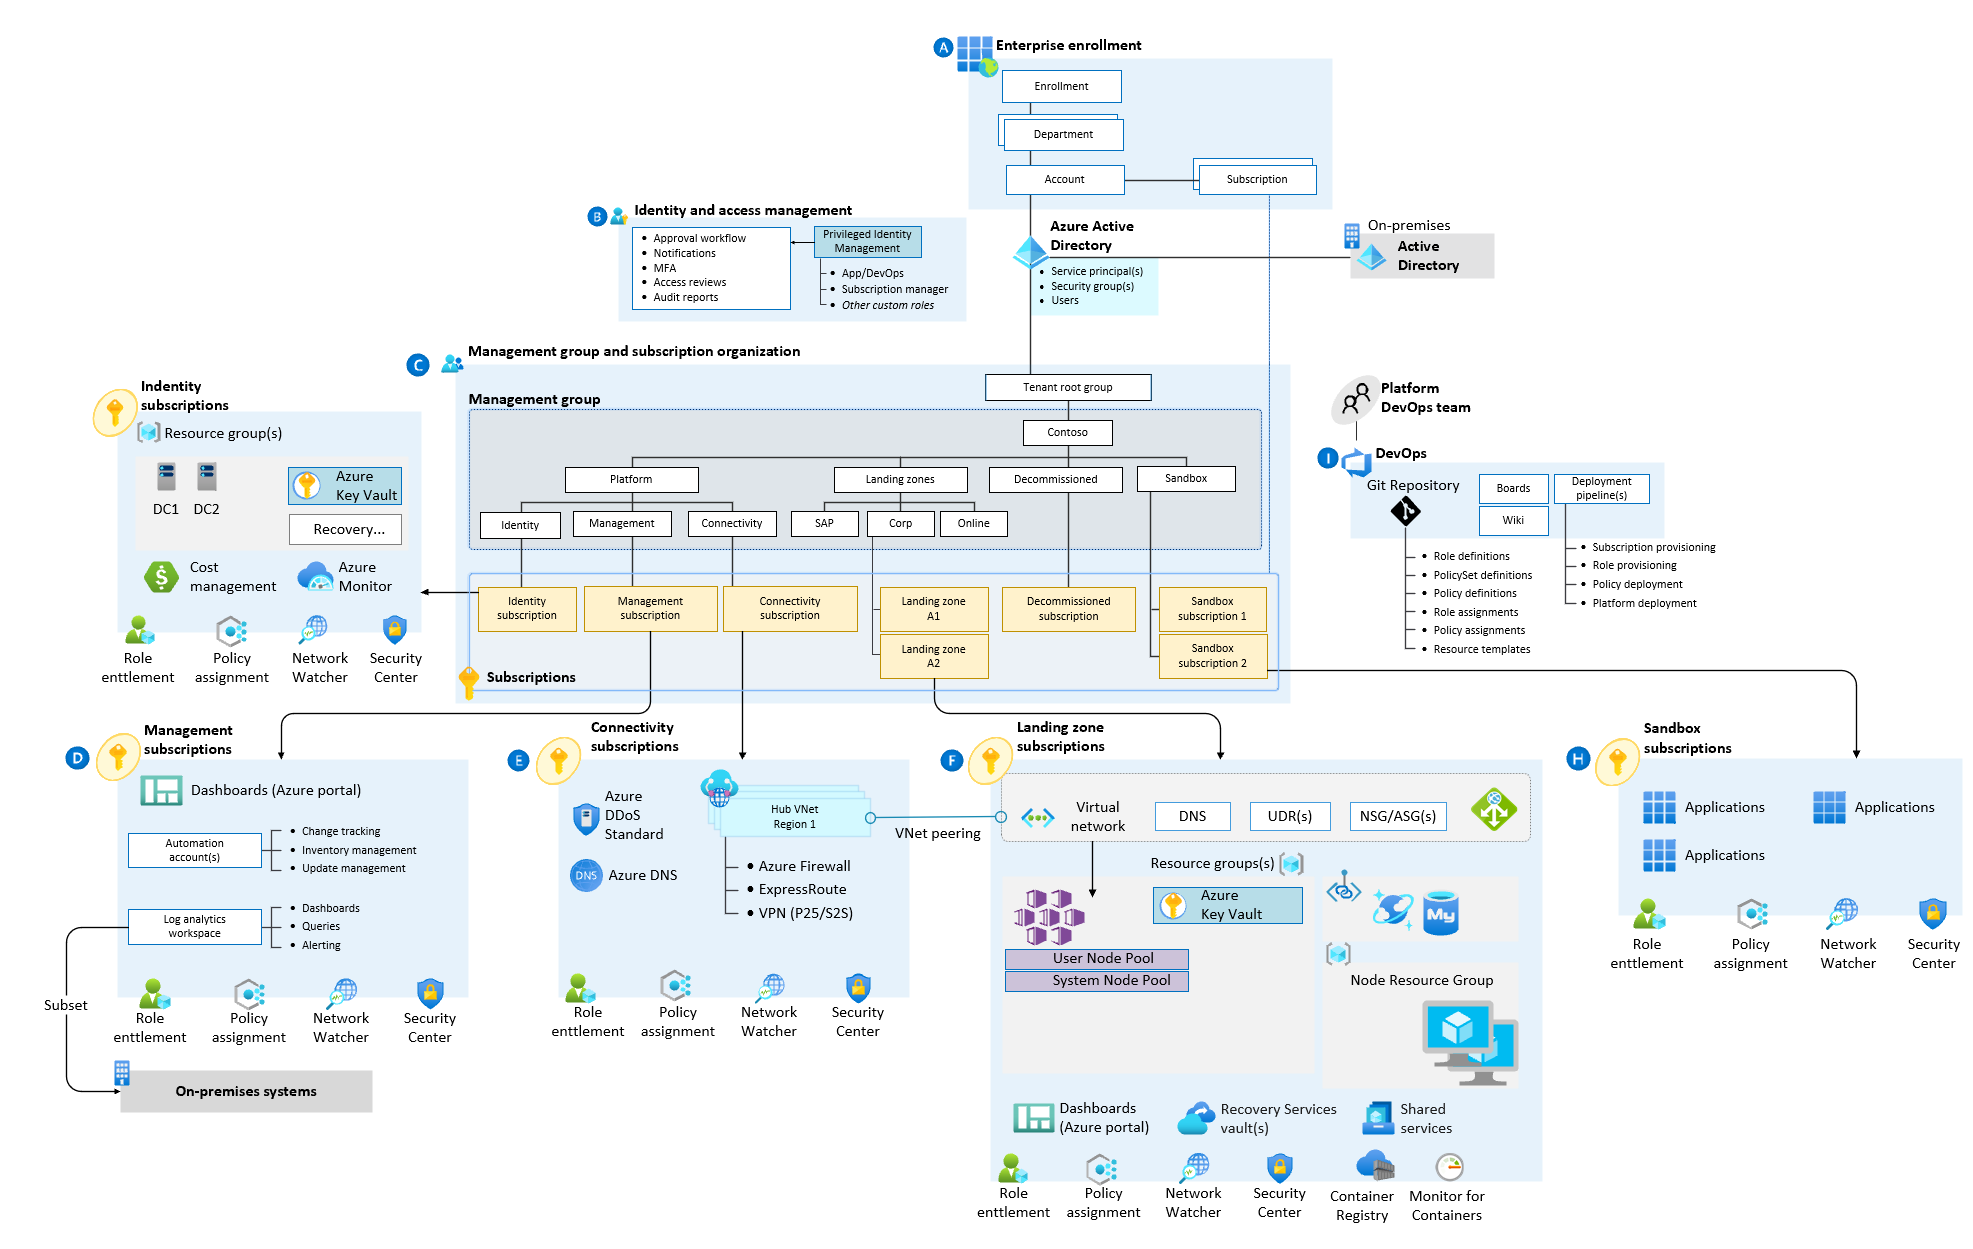 A
Enterprise enrollment
Enrollment
Department
Account
Subscription
B
Identity and access management
• Approval workflow
• Notifications
• MFA
• Access reviews
• Audit reports
Privileged Identity
Management
• App/DevOps
• Subscription manager
• Other custom roles
Azure Active
Directory
• Service principal(s)
• Security group(s)
• Users
On-premises
Active
Directory
C
Management group and subscription organization
Tenant root group
Management group
Contoso
Platform
Landing zones
Decommissioned
Sandbox
Identity
Management
Connectivity
SAP
Corp
Online
Identity
subscription
Management
subscription
Connectivity
subscription
Landing zone
A1
Landing zone
A2
Decommissioned
subscription
Sandbox
subscription 1
Sandbox
subscription 2
Subscriptions
Indentity
subscriptions
Resource group(s)
DC1
DC2
Azure
Key Vault
Recovery...
Cost
management
Azure
Monitor
Role
enttlement
Policy
assignment
Network
Watcher
Security
Center
Platform
DevOps team
I
DevOps
Git Repository
Boards
Wiki
Deployment
pipeline(s)
• Role definitions
• PolicySet definitions
• Policy definitions
• Role assignments
• Policy assignments
• Resource templates
• Subscription provisioning
• Role provisioning
• Policy deployment
• Platform deployment
D
Management
subscriptions
Dashboards (Azure portal)
Automation
account(s)
• Change tracking
• Inventory management
• Update management
Log analytics
workspace
• Dashboards
• Queries
• Alerting
Subset
Role
enttlement
Policy
assignment
Network
Watcher
Security
Center
On-premises systems
E
Connectivity
subscriptions
Azure
DDoS
Standard
DNS
Azure DNS
Hub VNet
Region 1
• Azure Firewall
• ExpressRoute
• VPN (P25/S2S)
VNet peering
Role
enttlement
Policy
assignment
Network
Watcher
Security
Center
F
Landing zone
subscriptions
Virtual
network
DNS
UDR(s)
NSG/ASG(s)
Resource groups(s)
Azure
Key Vault
User Node Pool
System Node Pool
My
Node Resource Group
Dashboards
(Azure portal)
Recovery Services
vault(s)
Shared
services
Role
enttlement
Policy
assignment
Network
Watcher
Security
Center
Container
Registry
Monitor for
Containers
H
Sandbox
subscriptions
Applications
Applications
Applications
Role
enttlement
Policy
assignment
Network
Watcher
Security
Center